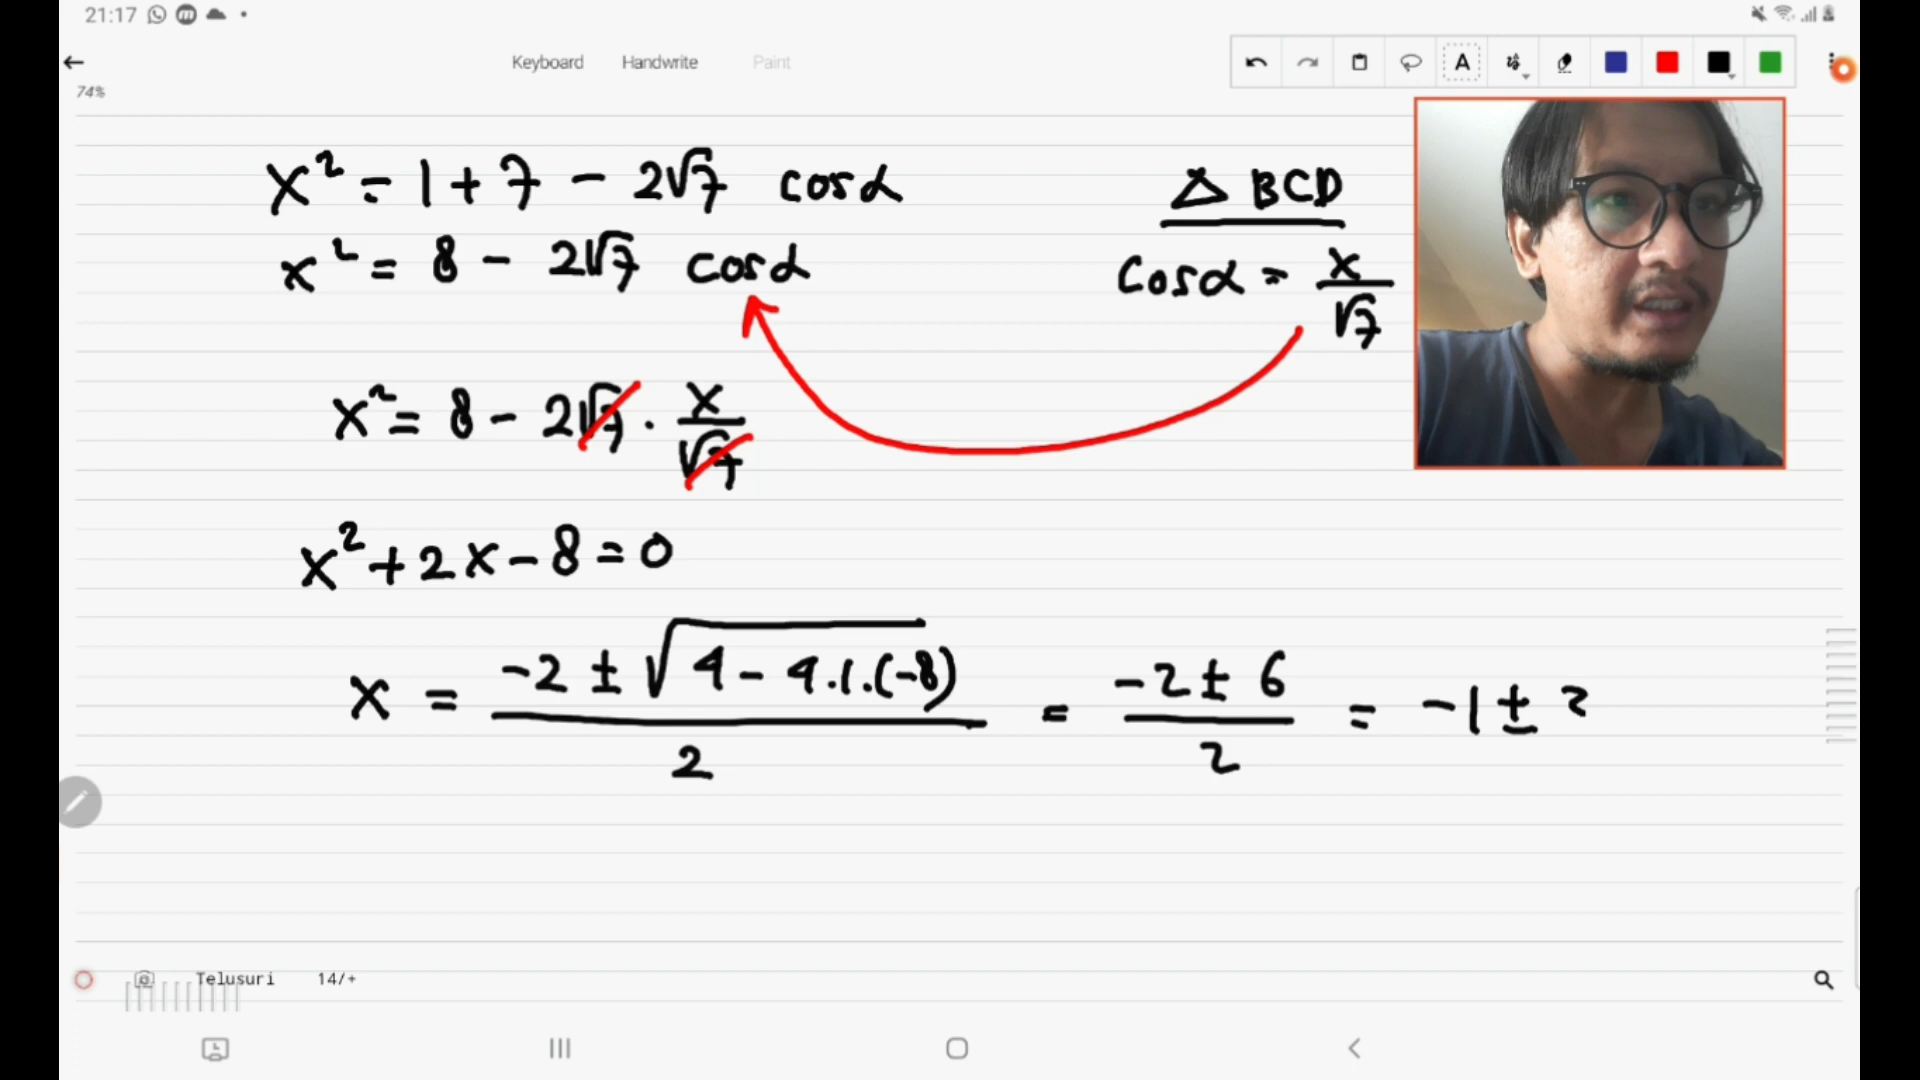 21:17
Keyboard Handwrite Paint
A
74%
x² = 1 + 7 - 2√7 cos α
x² = 8 - 2√7 cos α
△ BCD
cos α = x/√7
x² = 8 - 2√7 · x/√7
x² + 2x - 8 = 0
x = (-2 ± √(4 - 4.1.(-8)))/2 = (-2 ± 6)/2 = -1 ±
Telusuri 14/+